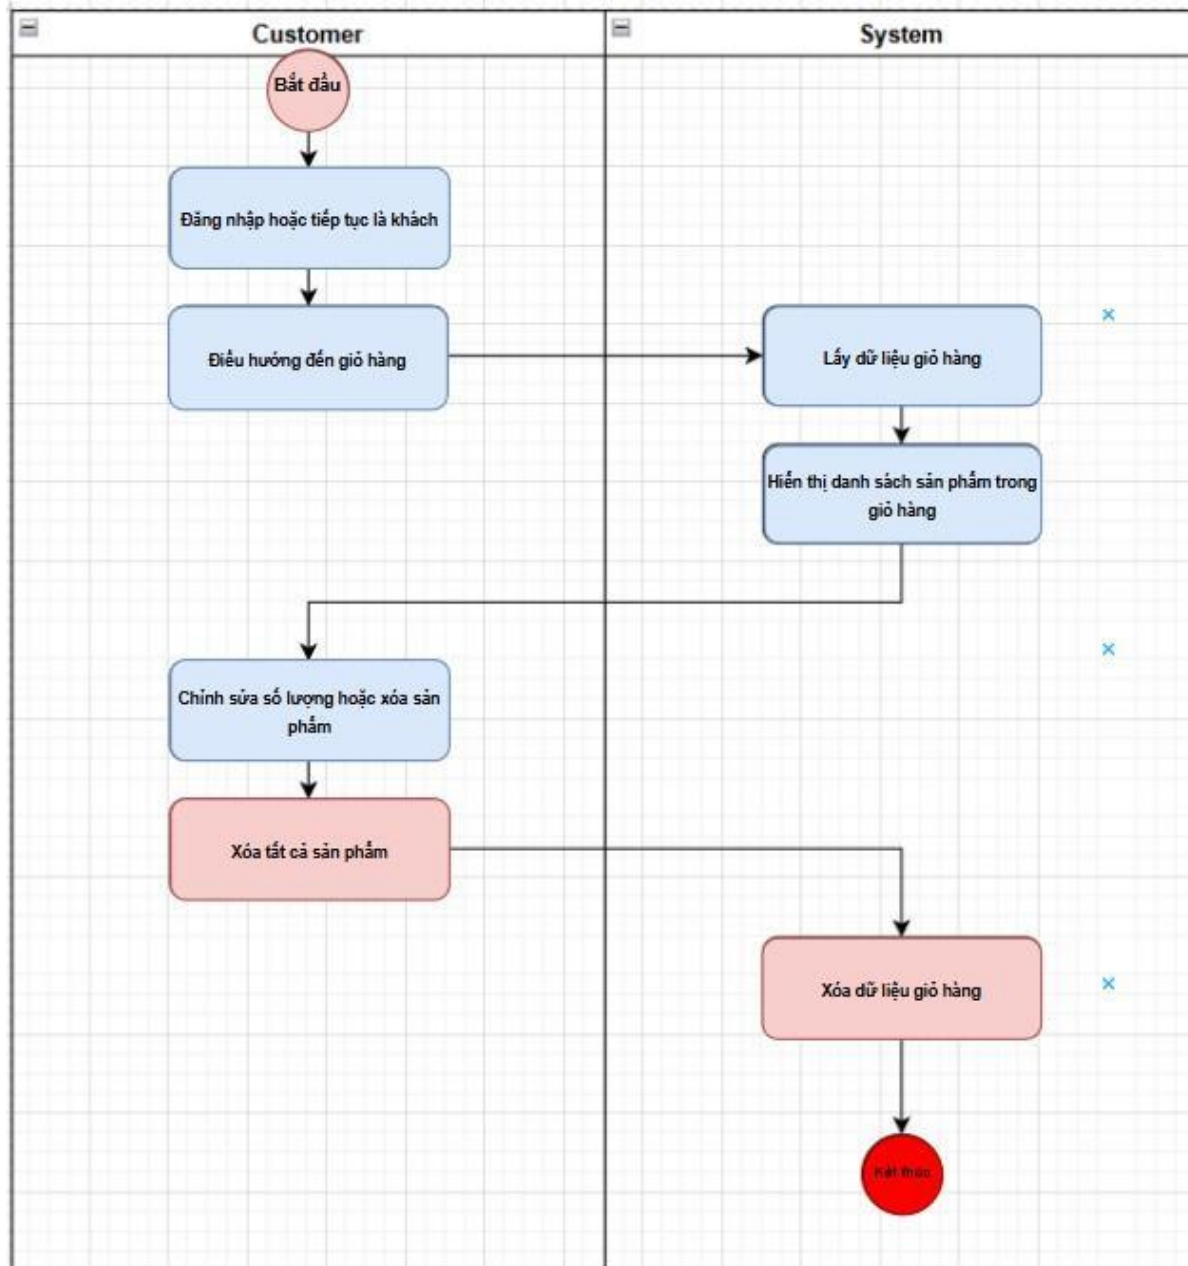 Customer
System
Bắt đầu
Đăng nhập hoặc tiếp tục là khách
Điều hướng đến giỏ hàng
Lấy dữ liệu giỏ hàng
Hiển thị danh sách sản phẩm trong
giỏ hàng
Chỉnh sửa số lượng hoặc xóa sản
phẩm
Xóa tất cả sản phẩm
Xóa dữ liệu giỏ hàng
Kết thúc